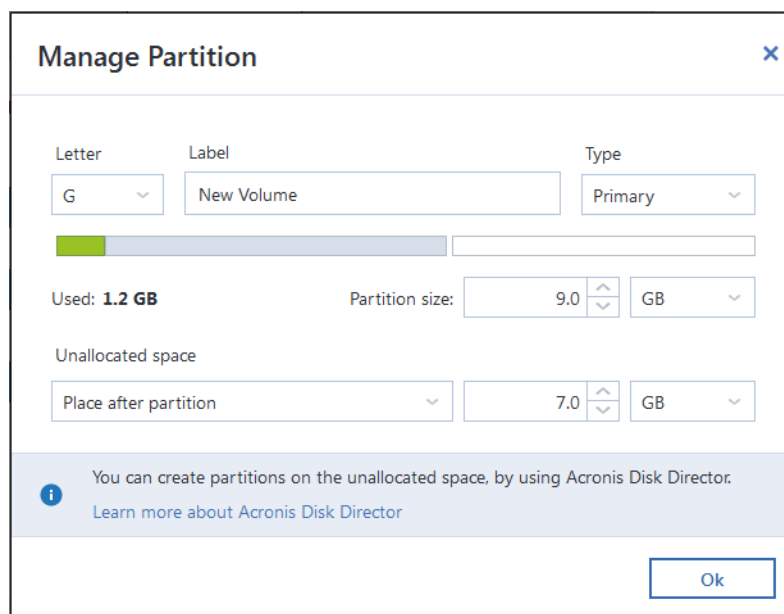 Manage Partition
Letter Label Type
G New Volume Primary
Used: 1.2 GB Partition size: 9.0 GB
Unallocated space
Place after partition 7.0 GB
You can create partitions on the unallocated space, by using Acronis Disk Director.
Learn more about Acronis Disk Director
Ok